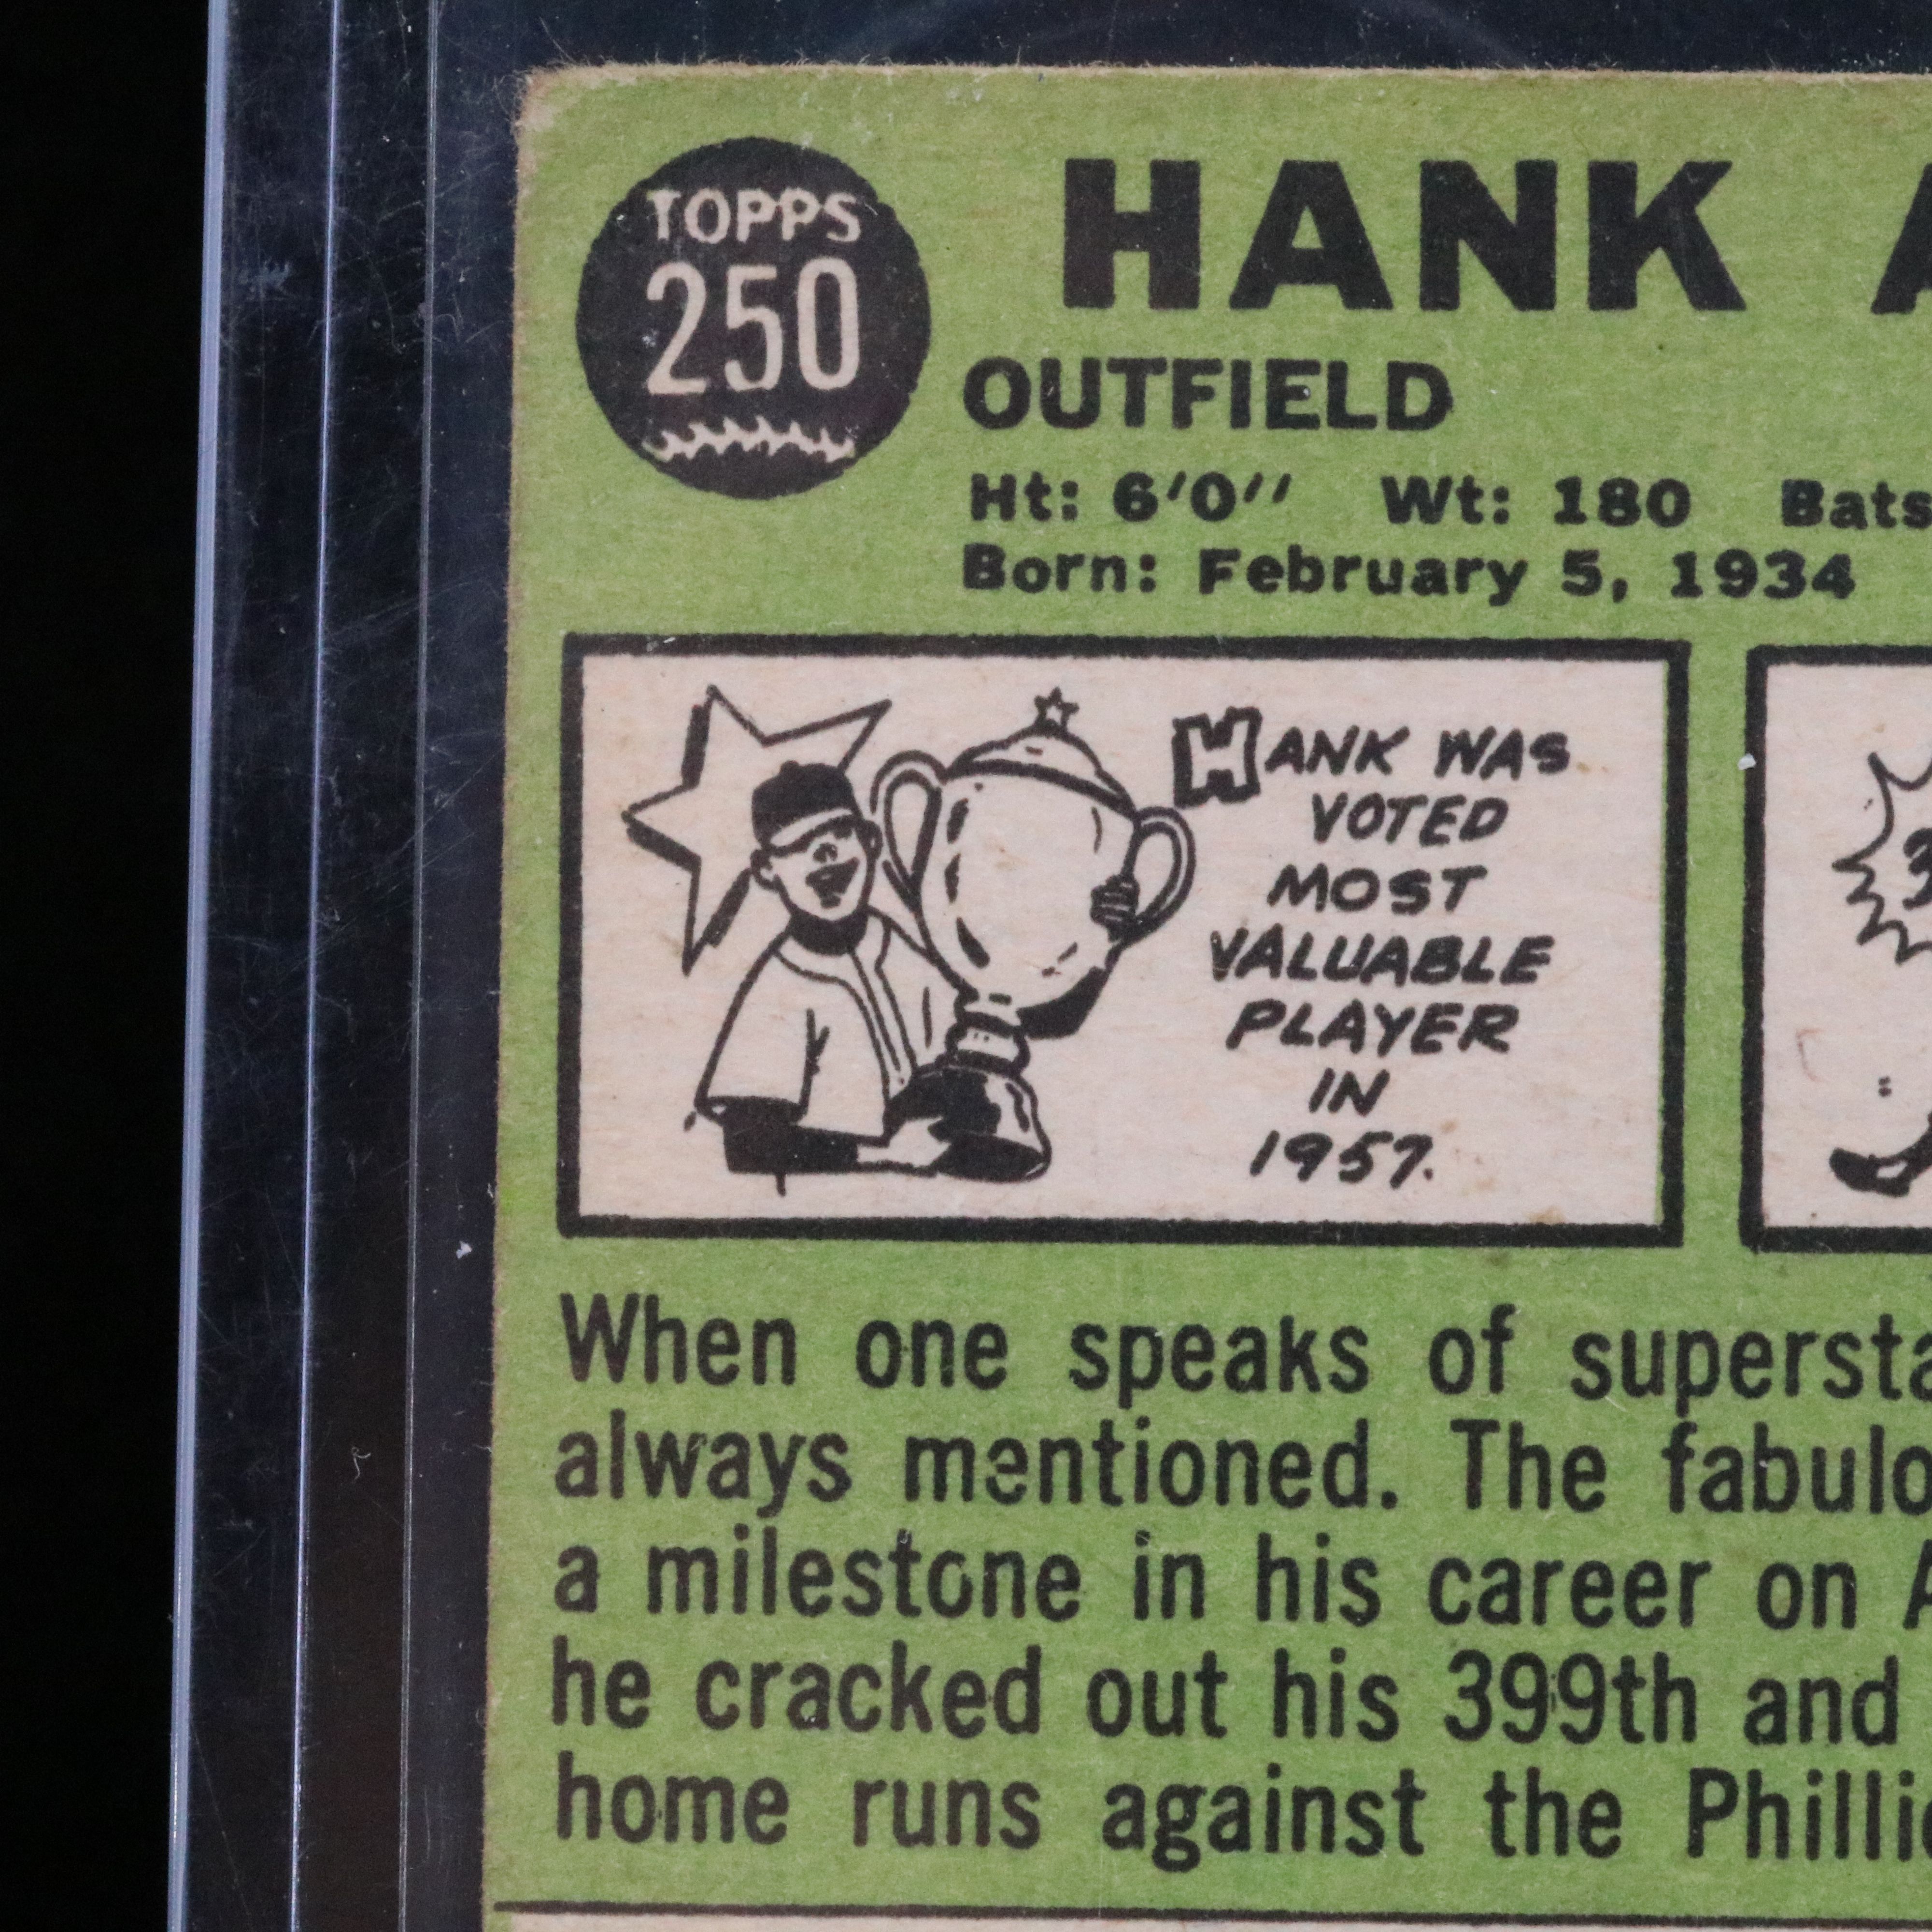 TOPPS
250
HANK
OUTFIELD
Ht: 6'0'' Wt: 180 Bats
Born: February 5, 1934
HANK WAS
VOTED
MOST
VALUABLE
PLAYER
IN
1957.
When one speaks of supersta
always mentioned. The fabulo
a milestone in his career on A
he cracked out his 399th and
home runs against the Philli